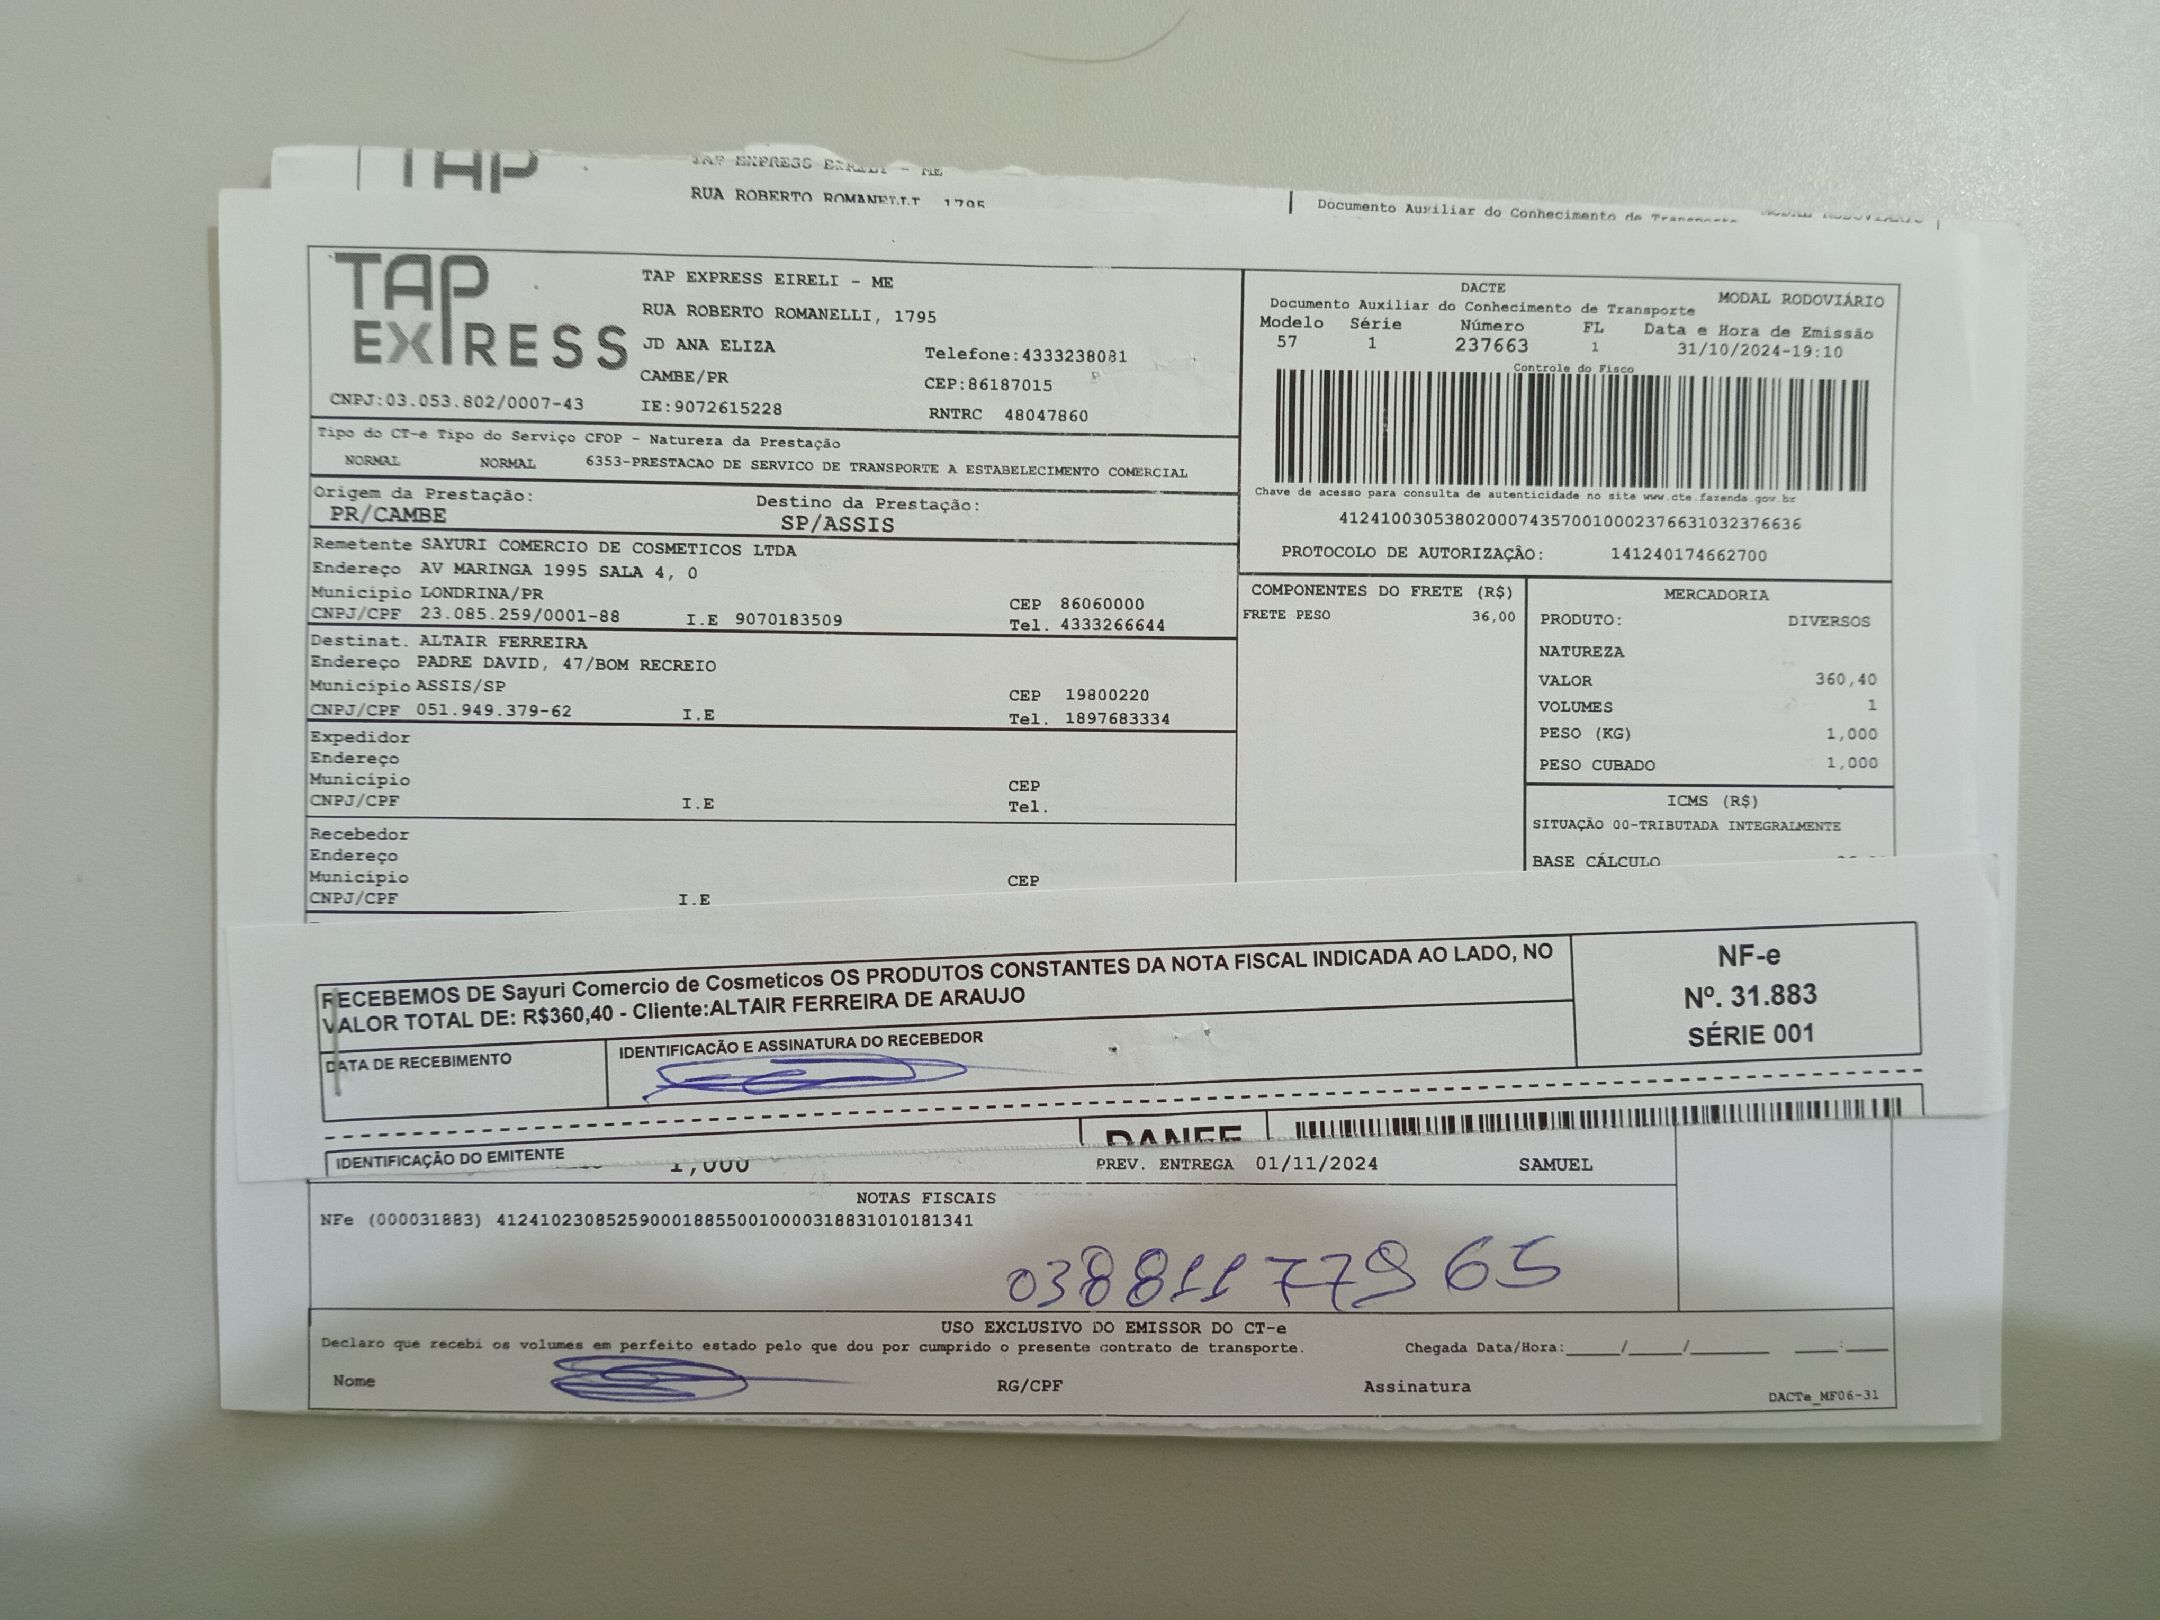 TAP
TAP EXPRESS EIRELI - ME
RUA ROBERTO ROMANELLI, 1795
Documento Auxiliar do Conhecimento de Transporte
MODAL RODOVIÁRIO
TAP EXPRESS
CNPJ:03.053.802/0007-43
TAP EXPRESS EIRELI - ME
RUA ROBERTO ROMANELLI, 1795
JD ANA ELIZA
Telefone:4333238081
CAMBE/PR
CEP:86187015
IE:9072615228
RNTRC 48047860
DACTE
Documento Auxiliar do Conhecimento de Transporte
MODAL RODOVIÁRIO
Modelo Série Número FL Data e Hora de Emissão
57 1 237663 1 31/10/2024-19:10
Controle do Fisco
Chave de acesso para consulta de autenticidade no site www.cte.fazenda.gov.br
41241003053802000743570010002376631032376636
PROTOCOLO DE AUTORIZAÇÃO: 141240174662700
Tipo do CT-e Tipo do Serviço CFOP - Natureza da Prestação
NORMAL NORMAL 6353-PRESTACAO DE SERVICO DE TRANSPORTE A ESTABELECIMENTO COMERCIAL
Origem da Prestação: Destino da Prestação:
PR/CAMBE SP/ASSIS
Remetente SAYURI COMERCIO DE COSMETICOS LTDA
Endereço AV MARINGA 1995 SALA 4, 0
Município LONDRINA/PR CEP 86060000
CNPJ/CPF 23.085.259/0001-88 I.E 9070183509 Tel. 4333266644
Destinat. ALTAIR FERREIRA
Endereço PADRE DAVID, 47/BOM RECREIO
Município ASSIS/SP CEP 19800220
CNPJ/CPF 051.949.379-62 I.E Tel. 1897683334
Expedidor
Endereço
Município CEP
CNPJ/CPF I.E Tel.
Recebedor
Endereço
Município CEP
CNPJ/CPF I.E
COMPONENTES DO FRETE (R$)
FRETE PESO 36,00
MERCADORIA
PRODUTO: DIVERSOS
NATUREZA
VALOR 360,40
VOLUMES 1
PESO (KG) 1,000
PESO CUBADO 1,000
ICMS (R$)
SITUAÇÃO 00-TRIBUTADA INTEGRALMENTE
BASE CÁLCULO
RECEBEMOS DE Sayuri Comercio de Cosmeticos OS PRODUTOS CONSTANTES DA NOTA FISCAL INDICADA AO LADO, NO
VALOR TOTAL DE: R$360,40 - Cliente:ALTAIR FERREIRA DE ARAUJO
DATA DE RECEBIMENTO
IDENTIFICACÃO E ASSINATURA DO RECEBEDOR
NF-e
Nº. 31.883
SÉRIE 001
IDENTIFICAÇÃO DO EMITENTE
DANFE
1,000
PREV. ENTREGA 01/11/2024 SAMUEL
NOTAS FISCAIS
NFe (000031883) 41241023085259000188550010000318831010181341
03881177965
USO EXCLUSIVO DO EMISSOR DO CT-e
Declaro que recebi os volumes em perfeito estado pelo que dou por cumprido o presente contrato de transporte.
Chegada Data/Hora:_____/_____/_______ ____:____
Nome RG/CPF Assinatura
DACTe_MF06-31